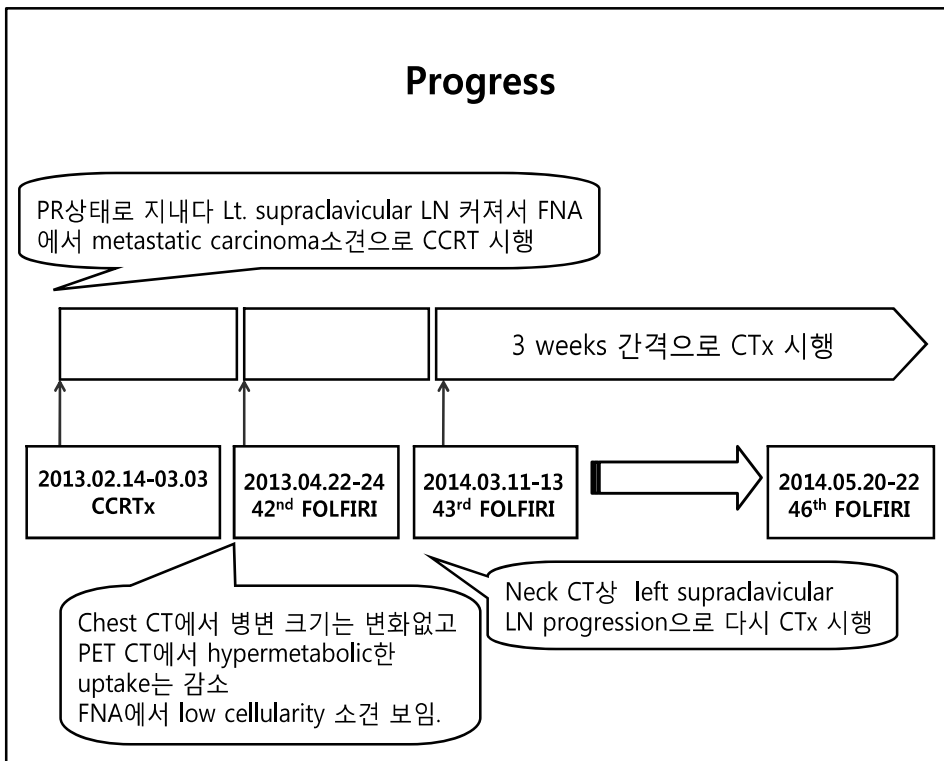 Progress
PR상태로 지내다 Lt. supraclavicular LN 커져서 FNA
에서 metastatic carcinoma소견으로 CCRT 시행
3 weeks 간격으로 CTx 시행
2013.02.14-03.03
CCRTx
2013.04.22-24
42nd FOLFIRI
2014.03.11-13
43rd FOLFIRI
2014.05.20-22
46th FOLFIRI
Chest CT에서 병변 크기는 변화없고
PET CT에서 hypermetabolic한
uptake는 감소
FNA에서 low cellularity 소견 보임.
Neck CT상 left supraclavicular
LN progression으로 다시 CTx 시행